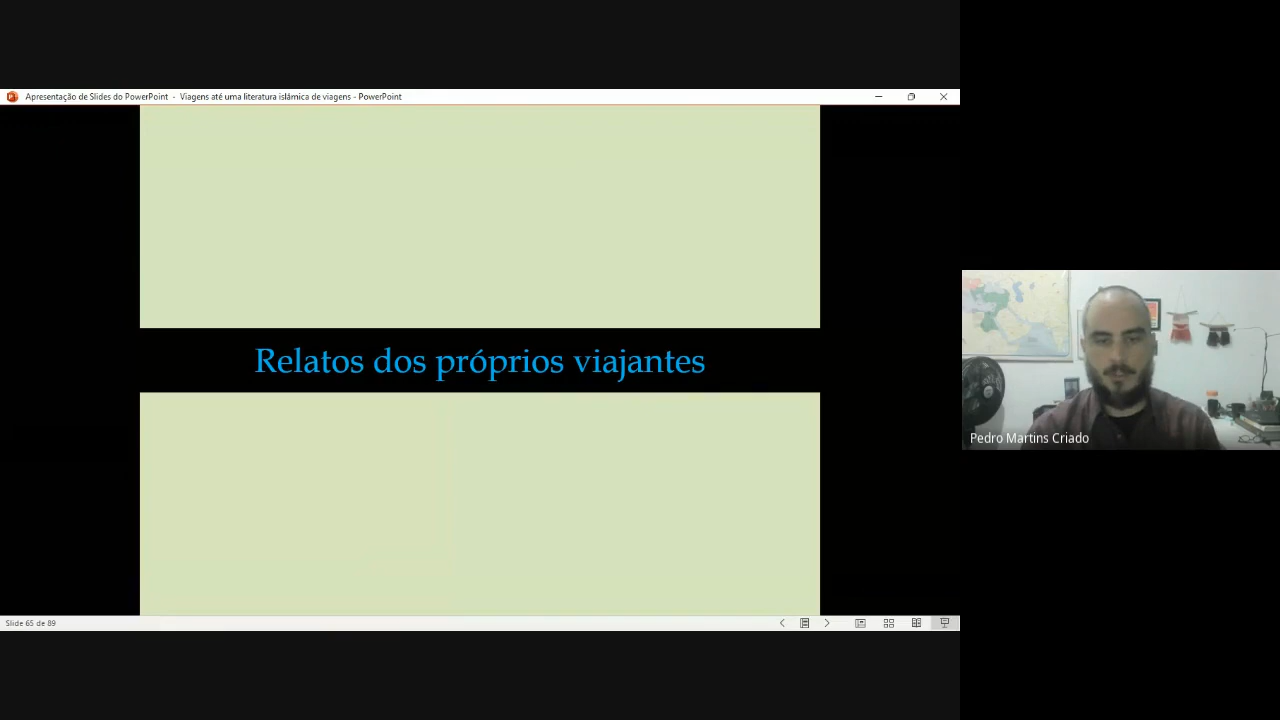 Apresentação de Slides do PowerPoint - Viagens até uma literatura islâmica de viagens - PowerPoint
Relatos dos próprios viajantes
Pedro Martins Criado
Slide 65 de 89